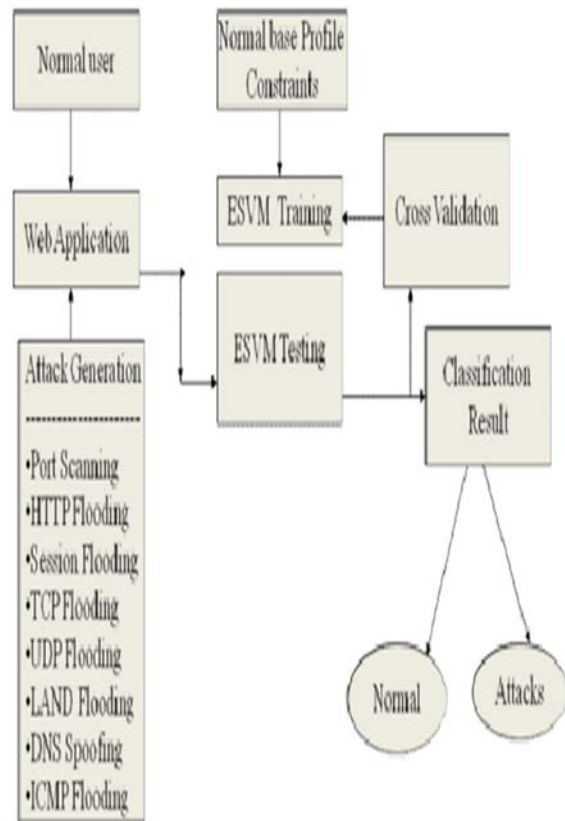 Normal user
Normal base Profile
Constraints
Web Application
ESVM Training
Cross Validation
Attack Generation
--------------------
•Port Scanning
•HTTP Flooding
•Session Flooding
•TCP Flooding
•UDP Flooding
•LAND Flooding
•DNS Spoofing
•ICMP Flooding
ESVM Testing
Classification
Result
Normal
Attacks